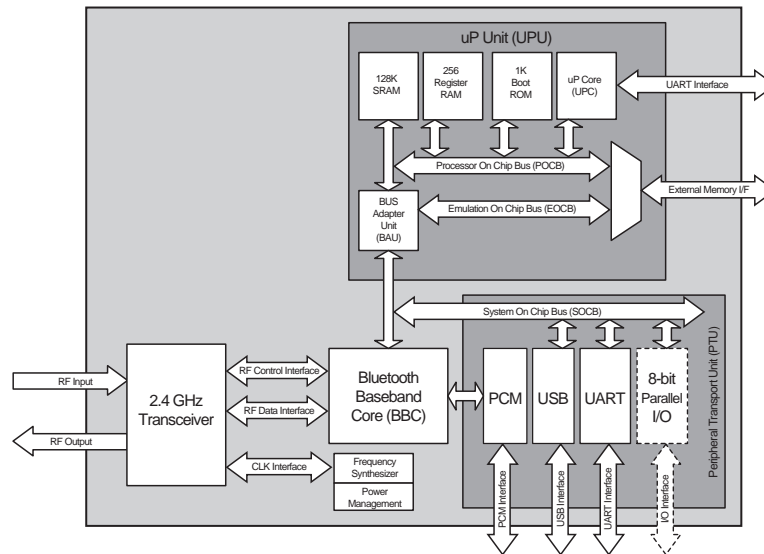 uP Unit (UPU)
128K
SRAM
256
Register
RAM
1K
Boot
ROM
uP Core
(UPC)
UART Interface
Processor On Chip Bus (POCB)
External Memory I/F
BUS
Adapter
Unit
(BAU)
Emulation On Chip Bus (EOCB)
System On Chip Bus (SOCB)
Peripheral Transport Unit (PTU)
RF Input
RF Output
2.4 GHz
Transceiver
RF Control Interface
RF Data Interface
CLK Interface
Bluetooth
Baseband
Core (BBC)
Frequency
Synthesizer
Power
Management
PCM
USB
UART
8-bit
Parallel
I/O
PCM Interface
USB Interface
UART Interface
I/O Interface